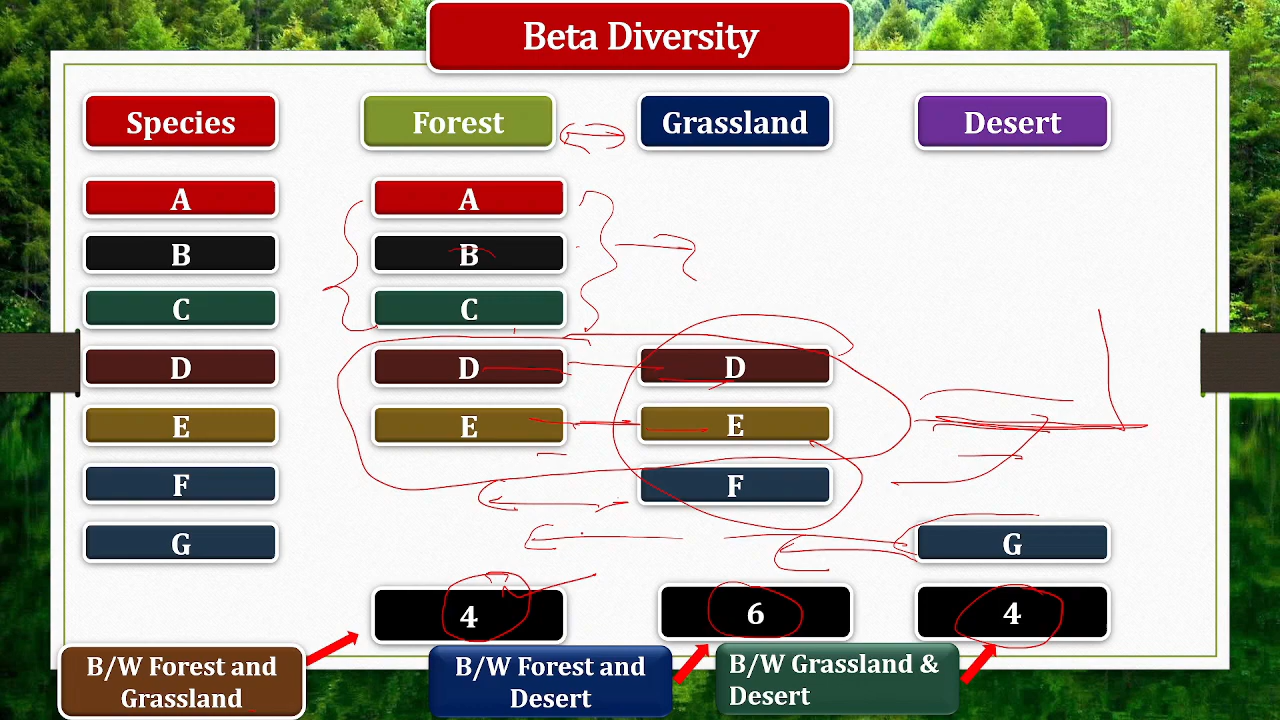 Beta Diversity
Species Forest Grassland Desert
A A
B B
C C
D D D
E E E
F F
G G
4 6 4
B/W Forest and
Grassland
B/W Forest and
Desert
B/W Grassland &
Desert